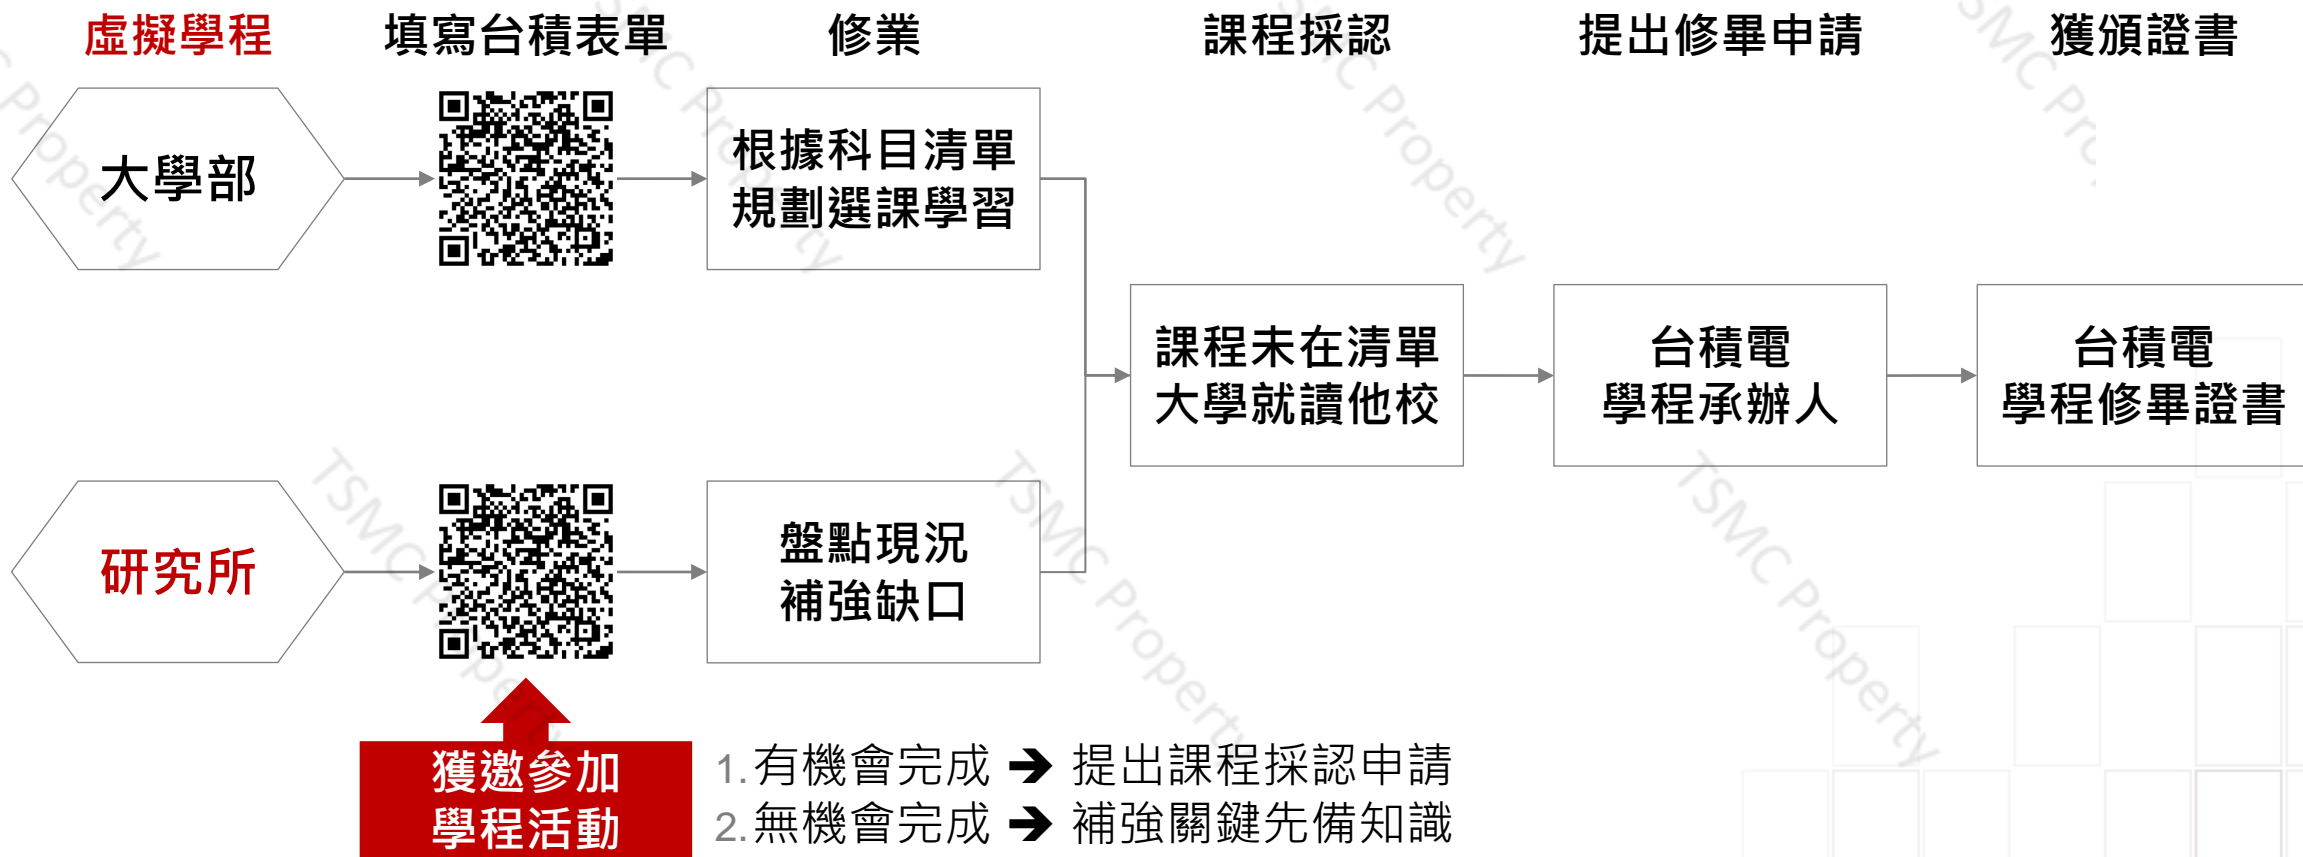 虛擬學程
填寫台積表單
修業
課程採認
提出修畢申請
獲頒證書
大學部
根據科目清單
規劃選課學習
課程未在清單
大學就讀他校
台積電
學程承辦人
台積電
學程修畢證書
研究所
盤點現況
補強缺口
獲邀參加
學程活動
1.有機會完成 ➔ 提出課程採認申請
2.無機會完成 ➔ 補強關鍵先備知識
C Property
TSMC Property
TSMC Property
TSMC Pro
TSMC Property
TSMC Property
TSMC Property